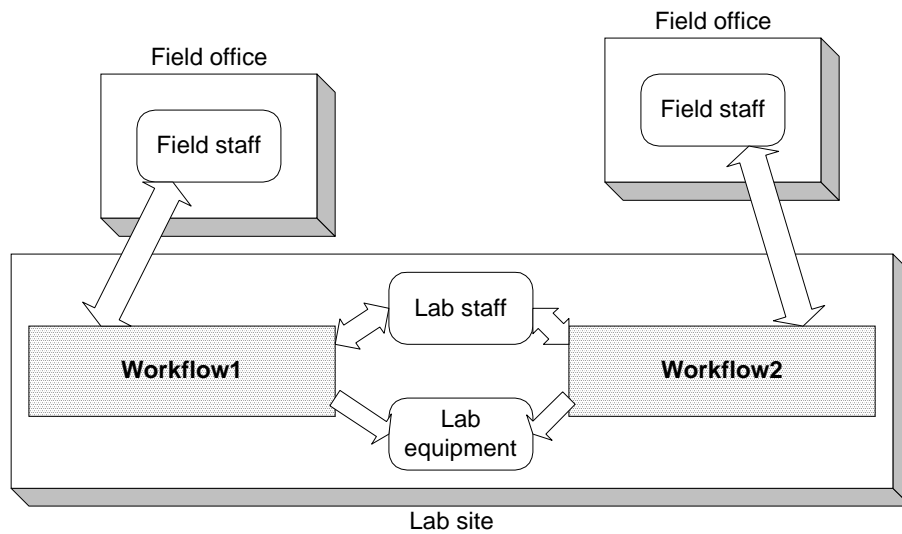 Field office
Field office
Field staff
Field staff
Lab staff
Workflow1
Workflow2
Lab
equipment
Lab site